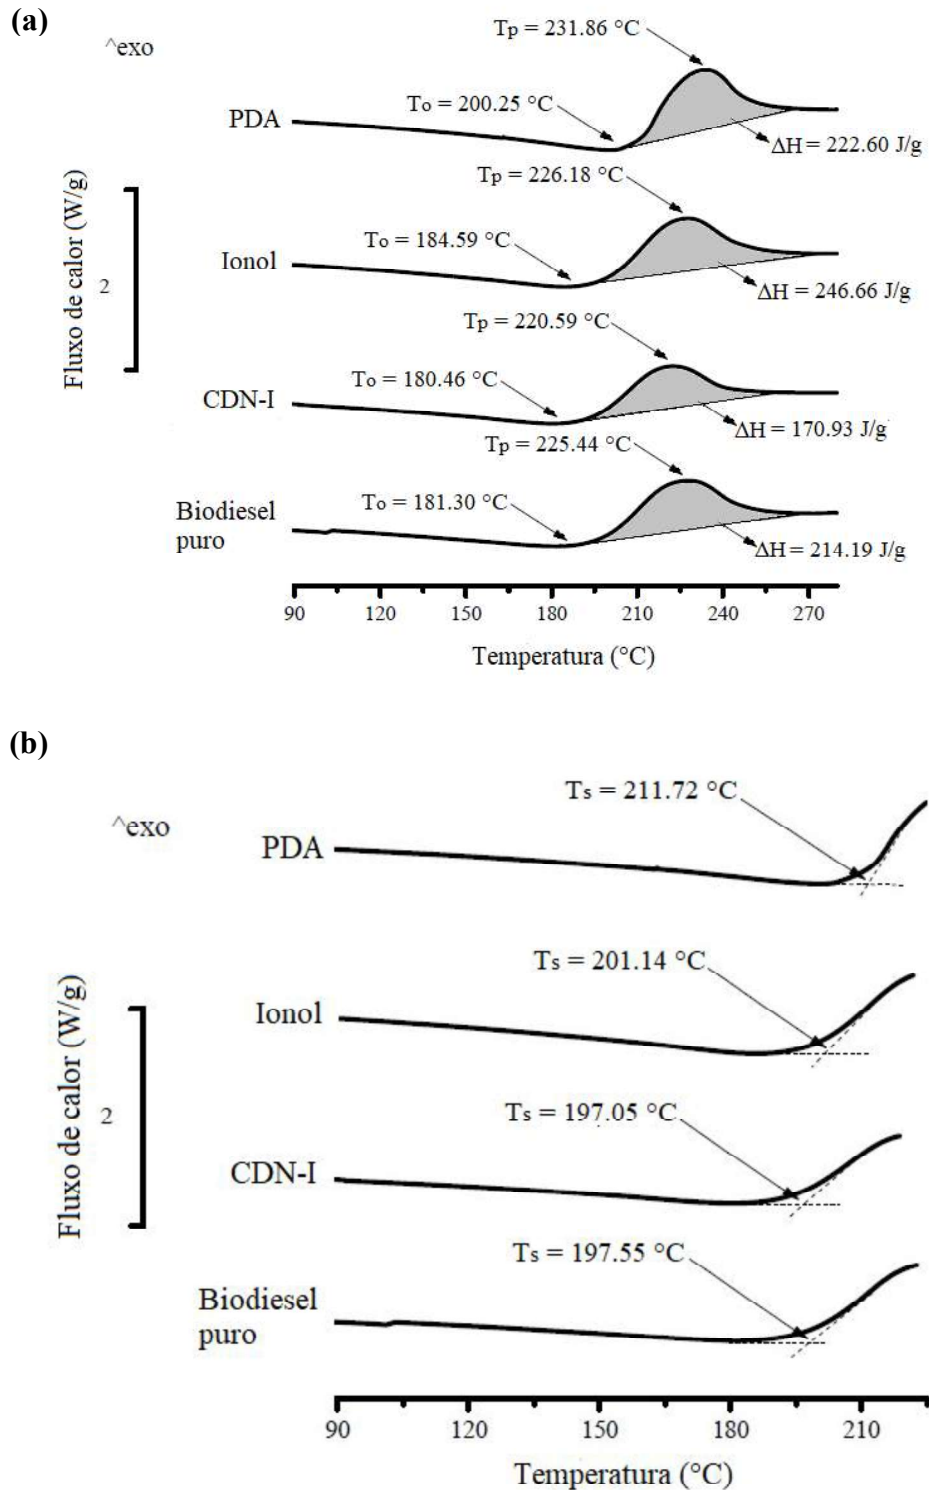 (a)
^exo
Tp = 231.86 °C
To = 200.25 °C
PDA
ΔH = 222.60 J/g
Tp = 226.18 °C
To = 184.59 °C
Ionol
ΔH = 246.66 J/g
Fluxo de calor (W/g)
2
Tp = 220.59 °C
To = 180.46 °C
CDN-I
ΔH = 170.93 J/g
Tp = 225.44 °C
To = 181.30 °C
Biodiesel
puro
ΔH = 214.19 J/g
90 120 150 180 210 240 270
Temperatura (°C)
(b)
^exo
Ts = 211.72 °C
PDA
Ts = 201.14 °C
Ionol
Fluxo de calor (W/g)
2
Ts = 197.05 °C
CDN-I
Ts = 197.55 °C
Biodiesel
puro
90 120 150 180 210
Temperatura (°C)